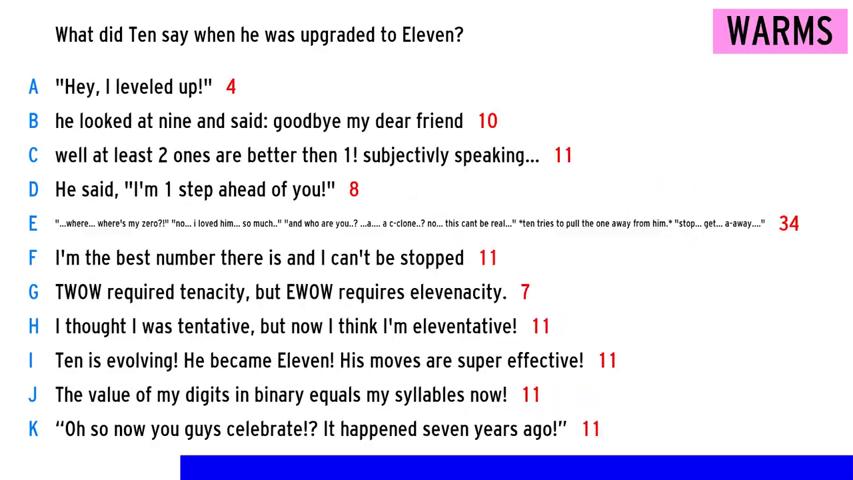 What did Ten say when he was upgraded to Eleven?
WARMS
A "Hey, I leveled up!" 4
B he looked at nine and said: goodbye my dear friend 10
C well at least 2 ones are better then 1! subjectivly speaking... 11
D He said, "I'm 1 step ahead of you!" 8
E "...where... where's my zero?!" "no... i loved him... so much.." "and who are you..? ...a.... a c-clone..? no... this cant be real..." *ten tries to pull the one away from him.* "stop... get... a-away...." 34
F I'm the best number there is and I can't be stopped 11
G TWOW required tenacity, but EWOW requires elevenacity. 7
H I thought I was tentative, but now I think I'm eleventative! 11
I Ten is evolving! He became Eleven! His moves are super effective! 11
J The value of my digits in binary equals my syllables now! 11
K “Oh so now you guys celebrate!? It happened seven years ago!” 11